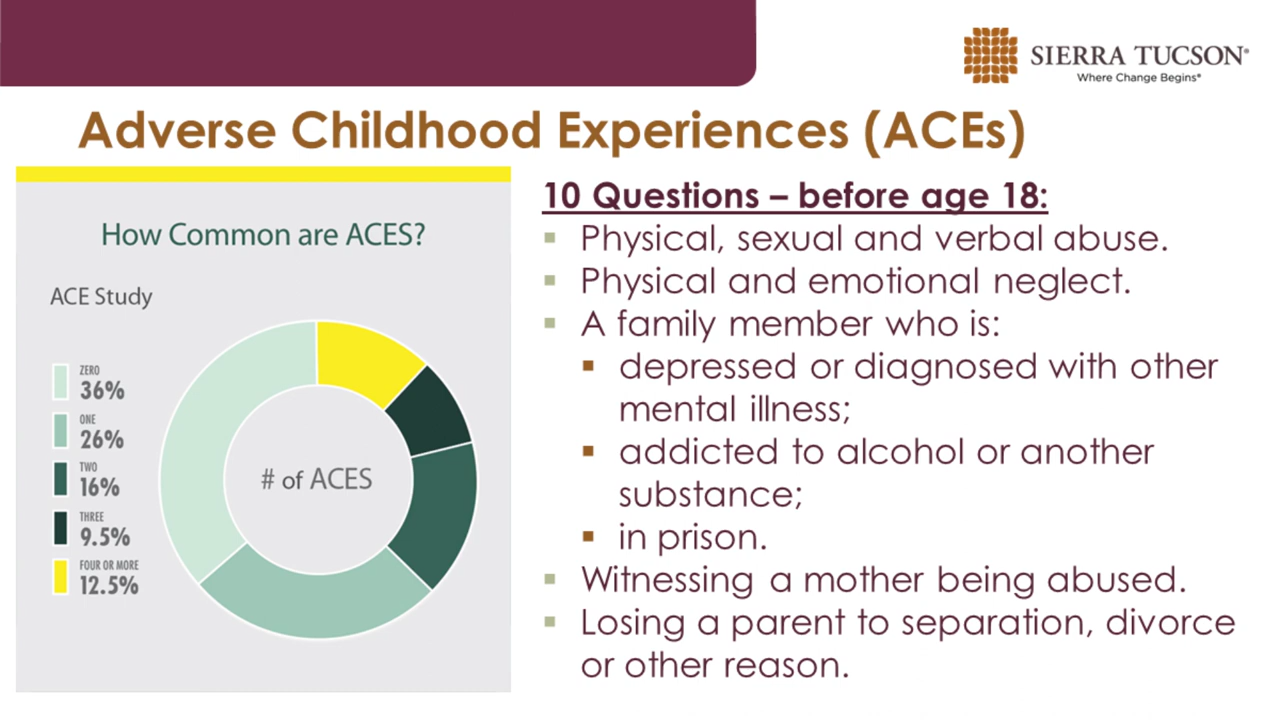 SIERRA TUCSON®
Where Change Begins®
Adverse Childhood Experiences (ACEs)
How Common are ACES?
ACE Study
ZERO
36%
ONE
26%
TWO
16%
THREE
9.5%
FOUR OR MORE
12.5%
# of ACES
10 Questions – before age 18:
▪ Physical, sexual and verbal abuse.
▪ Physical and emotional neglect.
▪ A family member who is:
▪ depressed or diagnosed with other
mental illness;
▪ addicted to alcohol or another
substance;
▪ in prison.
▪ Witnessing a mother being abused.
▪ Losing a parent to separation, divorce
or other reason.